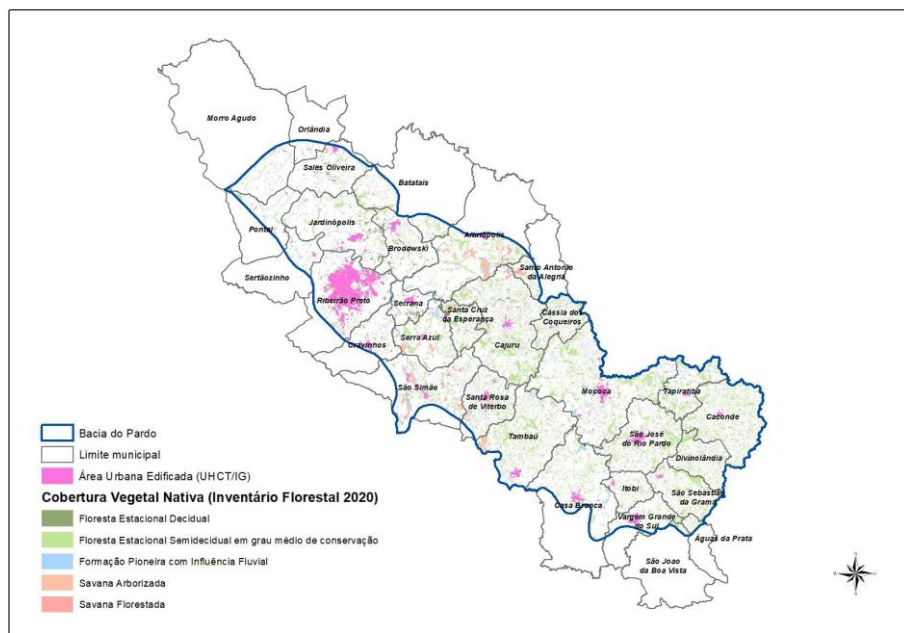 Morro Agudo
Orlândia
Sales Oliveira
Batatais
Pontal
Jardinópolis
Brodowski
Altinópolis
Santo Antonio
da Alegria
Sertãozinho
Ribeirão Preto
Serrana
Santa Cruz
da Esperança
Cássia dos
Coqueiros
Cravinhos
Serra Azul
Cajuru
São Simão
Santa Rosa
de Viterbo
Mococa
Tapiratiba
Caconde
Tambaú
São José
do Rio Pardo
Divinolândia
Itobi
São Sebastião
da Grama
Casa Branca
Vargem Grande
do Sul
Águas da Prata
São Joao
da Boa Vista
Bacia do Pardo
Limite municipal
Área Urbana Edificada (UHCT/IG)
Cobertura Vegetal Nativa (Inventário Florestal 2020)
Floresta Estacional Decidual
Floresta Estacional Semidecidual em grau médio de conservação
Formação Pioneira com Influência Fluvial
Savana Arborizada
Savana Florestada